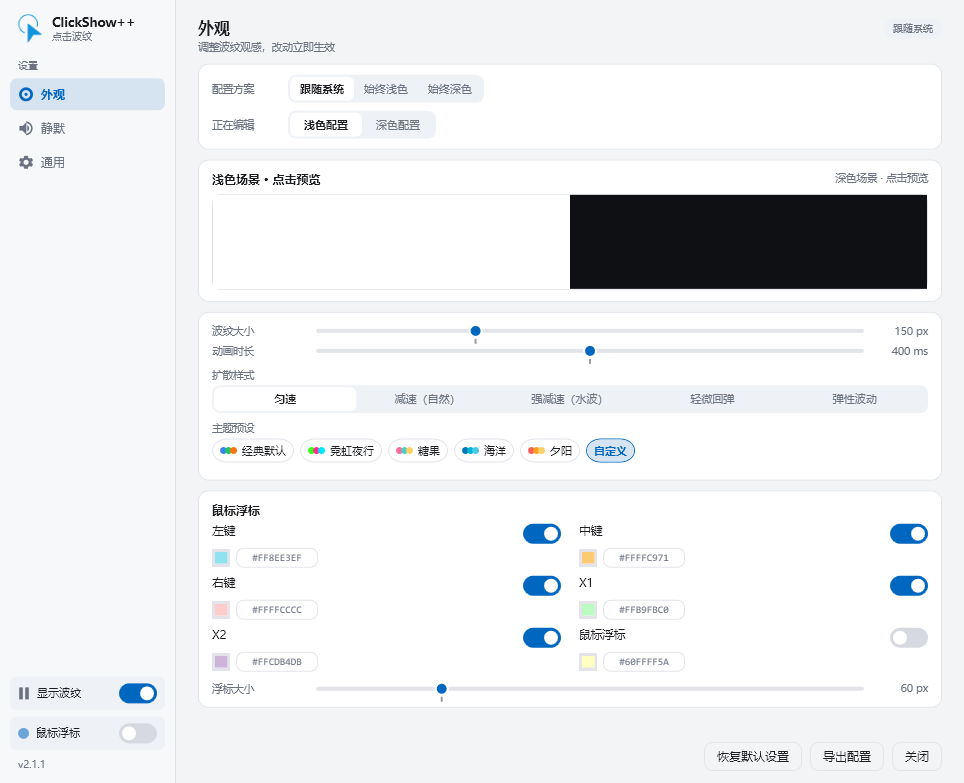 ClickShow++
点击波纹
设置
外观
静默
通用
显示波纹
鼠标浮标
v2.1.1
外观
调整波纹观感，改动立即生效
跟随系统
配置方案 跟随系统 始终浅色 始终深色
正在编辑 浅色配置 深色配置
浅色场景 • 点击预览 深色场景 · 点击预览
波纹大小 150 px
动画时长 400 ms
扩散样式
匀速 减速（自然） 强减速（水波） 轻微回弹 弹性波动
主题预设
经典默认 霓虹夜行 糖果 海洋 夕阳 自定义
鼠标浮标
左键 中键
#FF8EE3EF #FFFFC971
右键 X1
#FFFFCCCC #FFB9FBC0
X2 鼠标浮标
#FFCDB4DB #60FFFF5A
浮标大小 60 px
恢复默认设置 导出配置 关闭